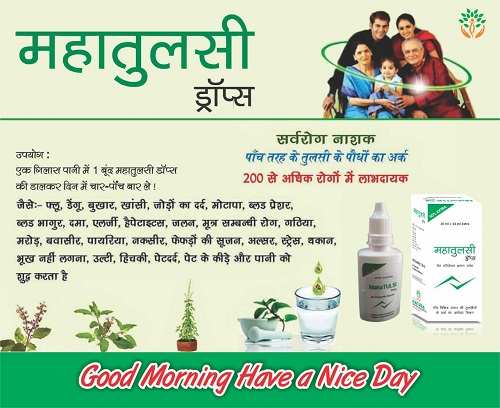 महातुलसी
ड्रॉप्स
सर्वरोग नाशक
पाँच तरह के तुलसी के पौधों का अर्क
200 से अधिक रोगों में लाभदायक
उपयोग :
एक गिलास पानी में 1 बूंद महातुलसी डॉप्स
की डालकर दिन में चार-पाँच बार ले !
जैसे:- फ्लू, डेंगू, बुखार, खांसी, जोड़ों का दर्द, मोटापा, ब्लड प्रेशर,
ब्लड भागुर, दमा, एलर्जी, हैपेटाइटस, जलन, मूत्र सम्बन्धी रोग, गठिया,
मरोड़, बवासीर, पायरिया, नकसीर, फेफड़ों की सूजन, अल्सर, स्ट्रेस, थकान,
भूख नहीं लगना, उल्टी, हिचकी, पेटदर्द, पेट के कीड़े और पानी को
शुद्ध करता है
MahaTULSI
महातुलसी
ड्रॉप्स
Good Morning Have a Nice Day